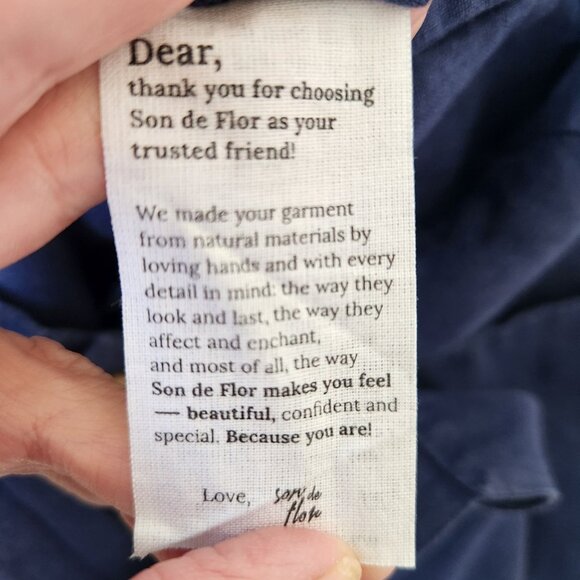 Dear,
thank you for choosing
Son de Flor as your
trusted friend!
We made your garment
from natural materials by
loving hands and with every
detail in mind: the way they
look and last, the way they
affect and enchant,
and most of all, the way
Son de Flor makes you feel
— beautiful, confident and
special. Because you are!
Love, son de
flor